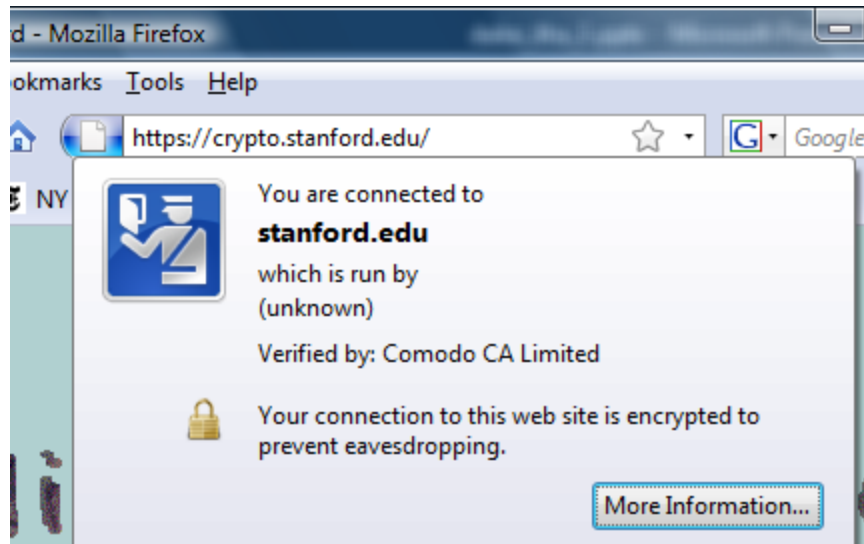 d - Mozilla Firefox
okmarks Tools Help
https://crypto.stanford.edu/ G Google
NY
You are connected to
stanford.edu
which is run by
(unknown)
Verified by: Comodo CA Limited
Your connection to this web site is encrypted to
prevent eavesdropping.
More Information...